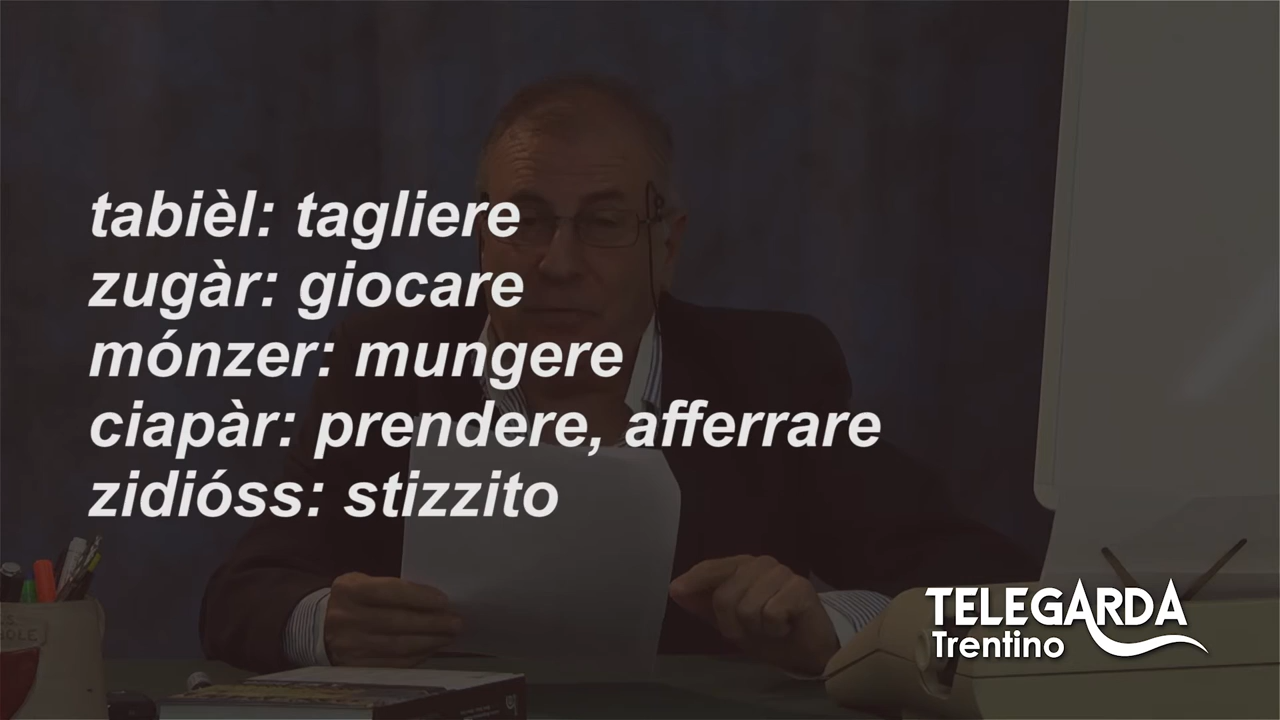 tabièl: tagliere
zugàr: giocare
mónzer: mungere
ciapàr: prendere, afferrare
zidióss: stizzito
TELEGARDA
Trentino